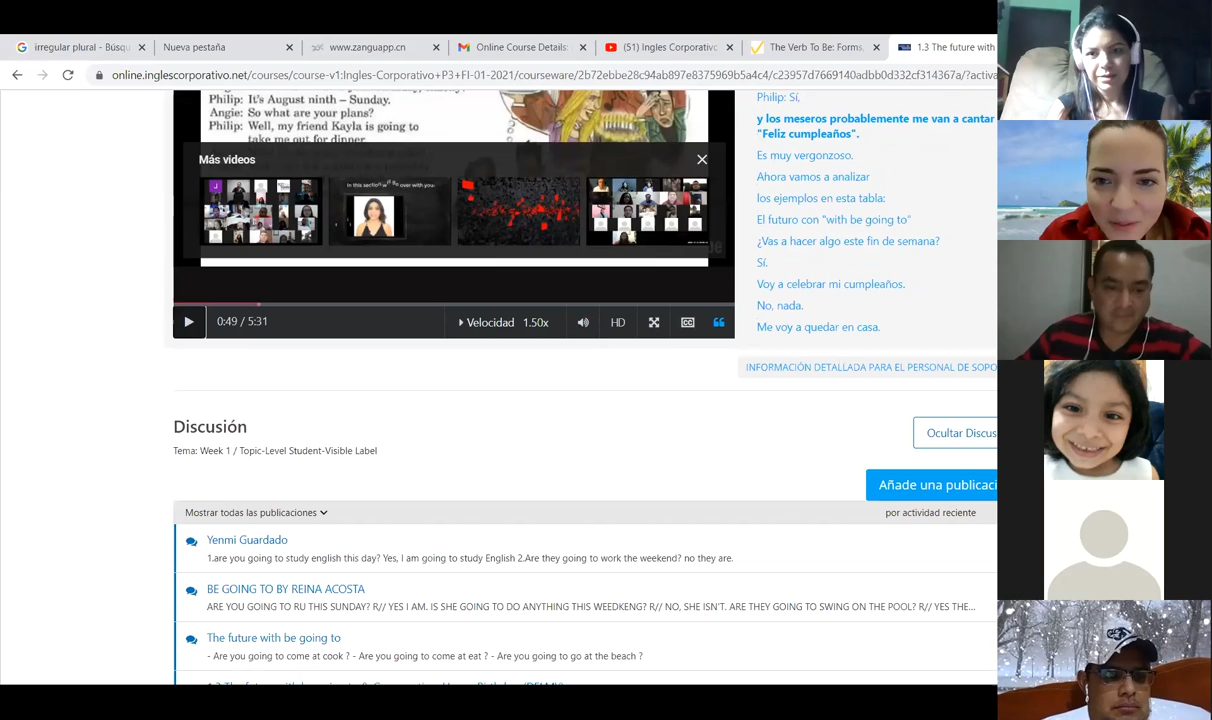 irregular plural - Búsqu
Nueva pestaña
www.zanguapp.cn
Online Course Details:
(51) Ingles Corporativo
The Verb To Be: Forms,
1.3 The future with
online.inglescorporativo.net/courses/course-v1:Ingles-Corporativo+P3+FI-01-2021/courseware/2b72ebbe28c94ab897e8375969b5a4c4/c23957d7669140adbb0d332cf314367a/?activa
Philip: It's August ninth – Sunday.
Angie: So what are your plans?
Philip: Well, my friend Kayla is going to
take me out for dinner.
Más videos
In this section will go over with you
0:49 / 5:31
Velocidad 1.50x
HD
Philip: Sí,
y los meseros probablemente me van a cantar
"Feliz cumpleaños".
Es muy vergonzoso.
Ahora vamos a analizar
los ejemplos en esta tabla:
El futuro con "with be going to"
¿Vas a hacer algo este fin de semana?
Sí.
Voy a celebrar mi cumpleaños.
No, nada.
Me voy a quedar en casa.
INFORMACIÓN DETALLADA PARA EL PERSONAL DE SOPO
Discusión
Ocultar Discus
Tema: Week 1 / Topic-Level Student-Visible Label
Añade una publicaci
Mostrar todas las publicaciones
por actividad reciente
Yenmi Guardado
1.are you going to study english this day? Yes, I am going to study English 2.Are they going to work the weekend? no they are.
BE GOING TO BY REINA ACOSTA
ARE YOU GOING TO RU THIS SUNDAY? R// YES I AM. IS SHE GOING TO DO ANYTHING THIS WEEDKENG? R// NO, SHE ISN'T. ARE THEY GOING TO SWING ON THE POOL? R// YES THE...
The future with be going to
- Are you going to come at cook ? - Are you going to come at eat ? - Are you going to go at the beach ?